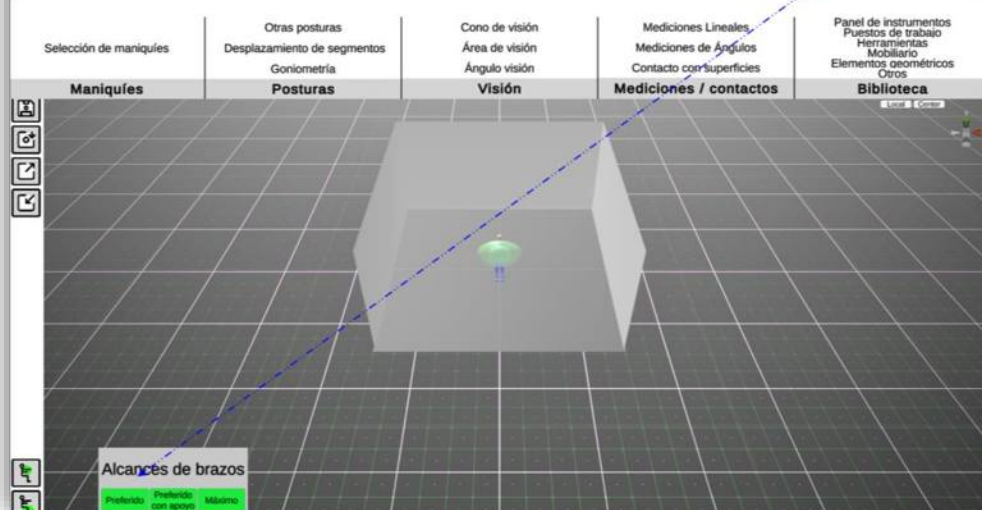 Selección de maniquíes
Maniquíes
Otras posturas
Desplazamiento de segmentos
Goniometría
Posturas
Cono de visión
Área de visión
Ángulo visión
Visión
Mediciones Lineales
Mediciones de Ángulos
Contacto con superficies
Mediciones / contactos
Panel de instrumentos
Puestos de trabajo
Herramientas
Mobiliario
Elementos geométricos
Otros
Biblioteca
Local Center
Alcances de brazos
Preferido
Preferido
con apoyo
Máximo